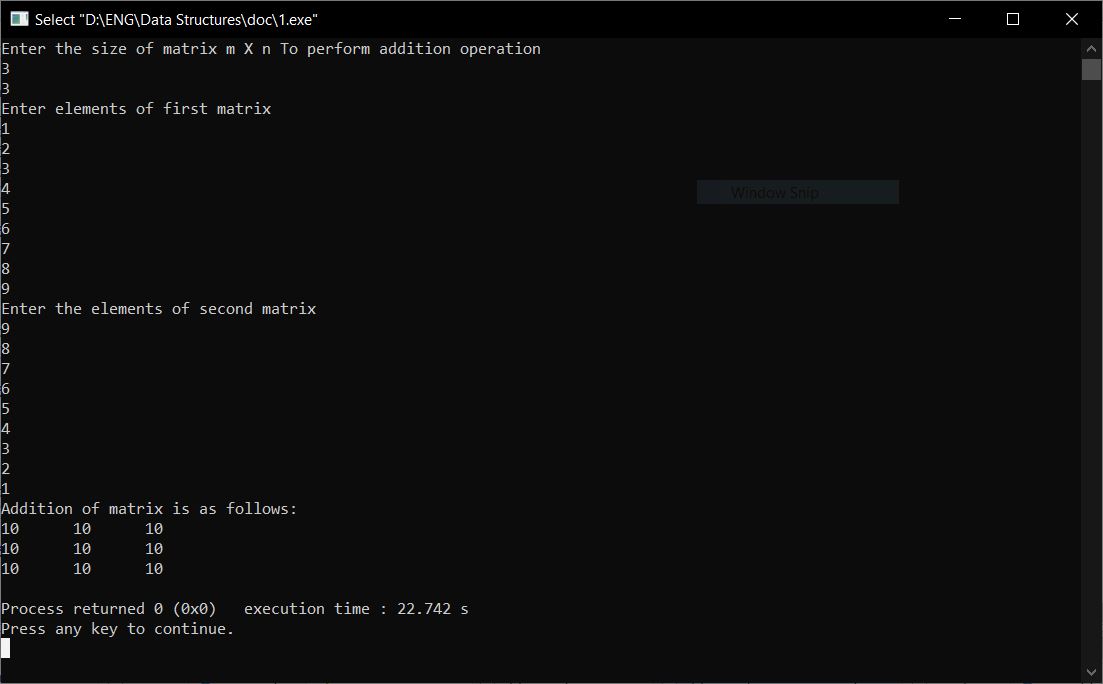 Select "D:\ENG\Data Structures\doc\1.exe"
Enter the size of matrix m X n To perform addition operation
3
3
Enter elements of first matrix
1
2
3
4
Window Snip
5
6
7
8
9
Enter the elements of second matrix
9
8
7
6
5
4
3
2
1
Addition of matrix is as follows:
10      10      10
10      10      10
10      10      10
Process returned 0 (0x0)   execution time : 22.742 s
Press any key to continue.